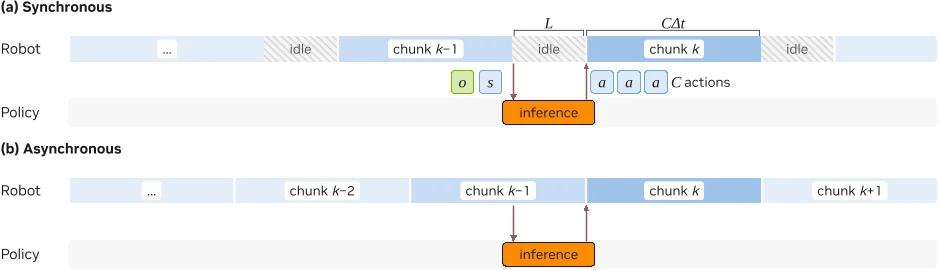 (a) Synchronous
L CΔt
Robot ... idle chunk k−1 idle chunk k idle
o s a a a C actions
Policy inference
(b) Asynchronous
Robot ... chunk k−2 chunk k−1 chunk k chunk k+1
Policy inference